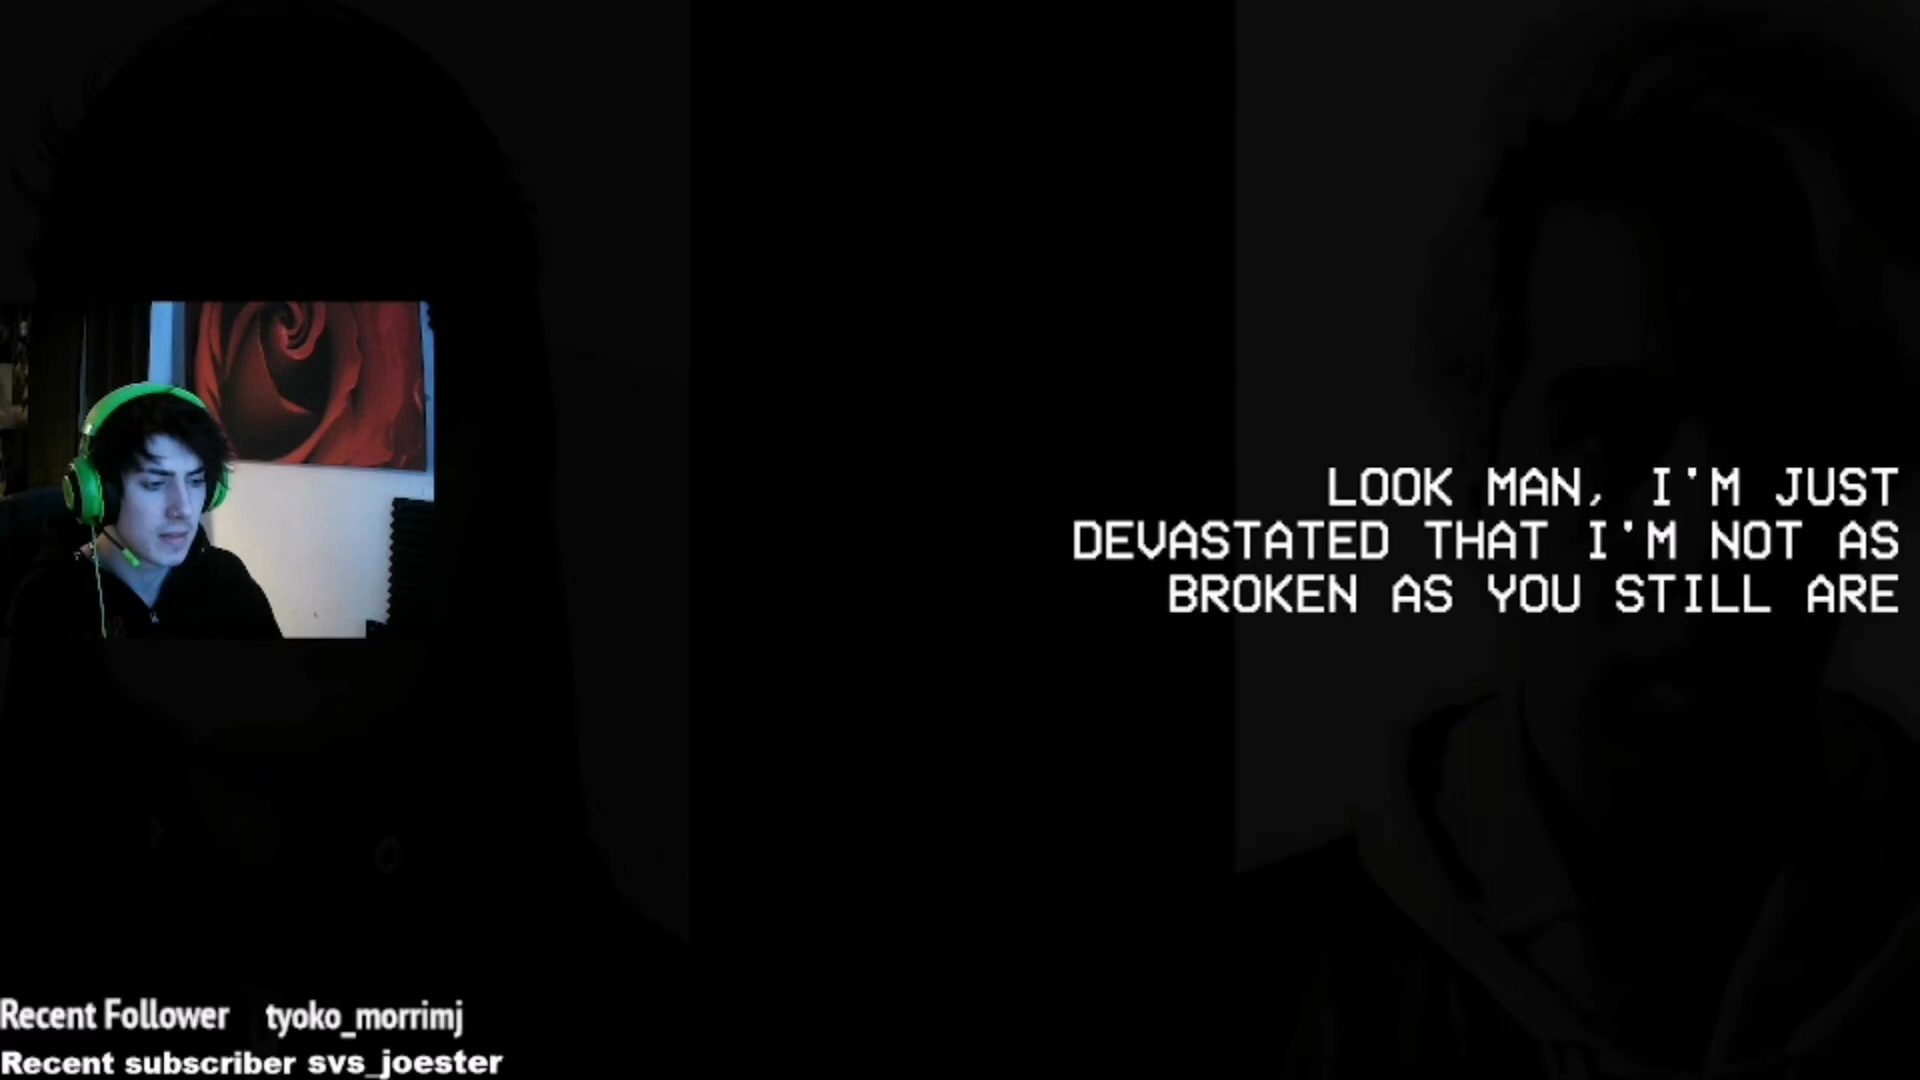 LOOK MAN, I'M JUST
DEVASTATED THAT I'M NOT AS
BROKEN AS YOU STILL ARE
Recent Follower tyoko_morrimj
Recent subscriber svs_joester